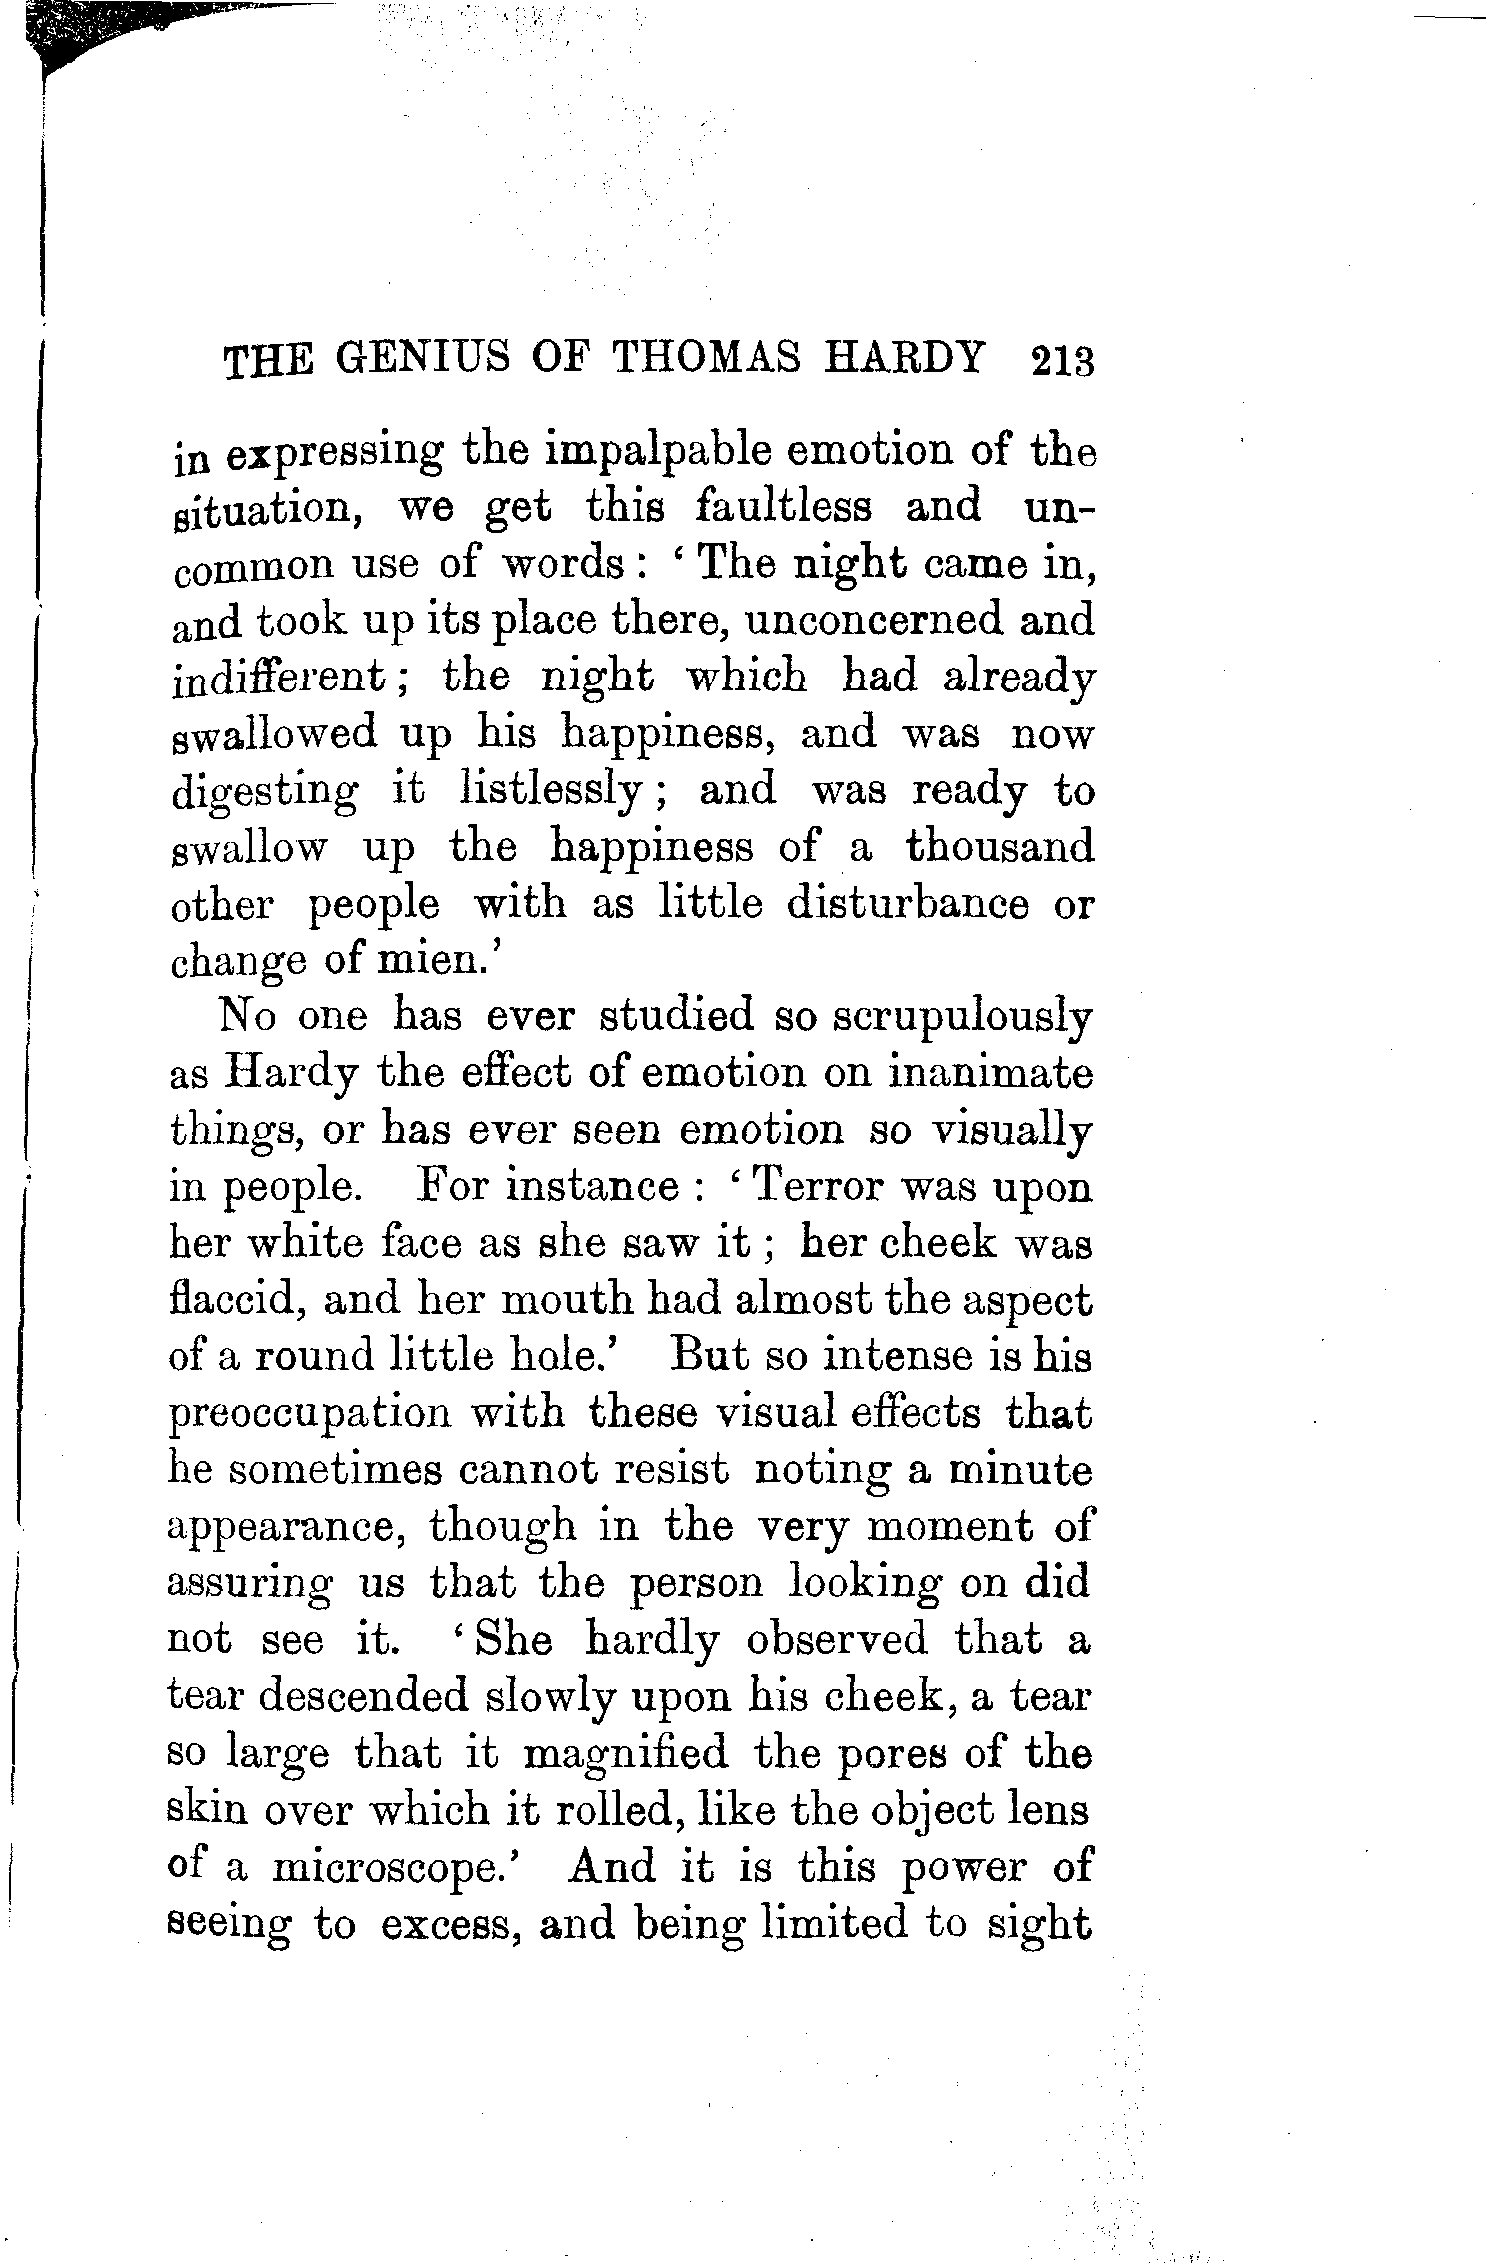 THE GENIUS OF THOMAS HARDY 213
in expressing the impalpable emotion of the
situation, we get this faultless and un-
common use of words : ‘ The night came in,
and took up its place there, unconcerned and
indifferent ; the night which had already
swallowed up his happiness, and was now
digesting it listlessly ; and was ready to
swallow up the happiness of a thousand
other people with as little disturbance or
change of mien.’
No one has ever studied so scrupulously
as Hardy the effect of emotion on inanimate
things, or has ever seen emotion so visually
in people. For instance : ‘ Terror was upon
her white face as she saw it ; her cheek was
flaccid, and her mouth had almost the aspect
of a round little hole.’ But so intense is his
preoccupation with these visual effects that
he sometimes cannot resist noting a minute
appearance, though in the very moment of
assuring us that the person looking on did
not see it. ‘ She hardly observed that a
tear descended slowly upon his cheek, a tear
so large that it magnified the pores of the
skin over which it rolled, like the object lens
of a microscope.’ And it is this power of
seeing to excess, and being limited to sight